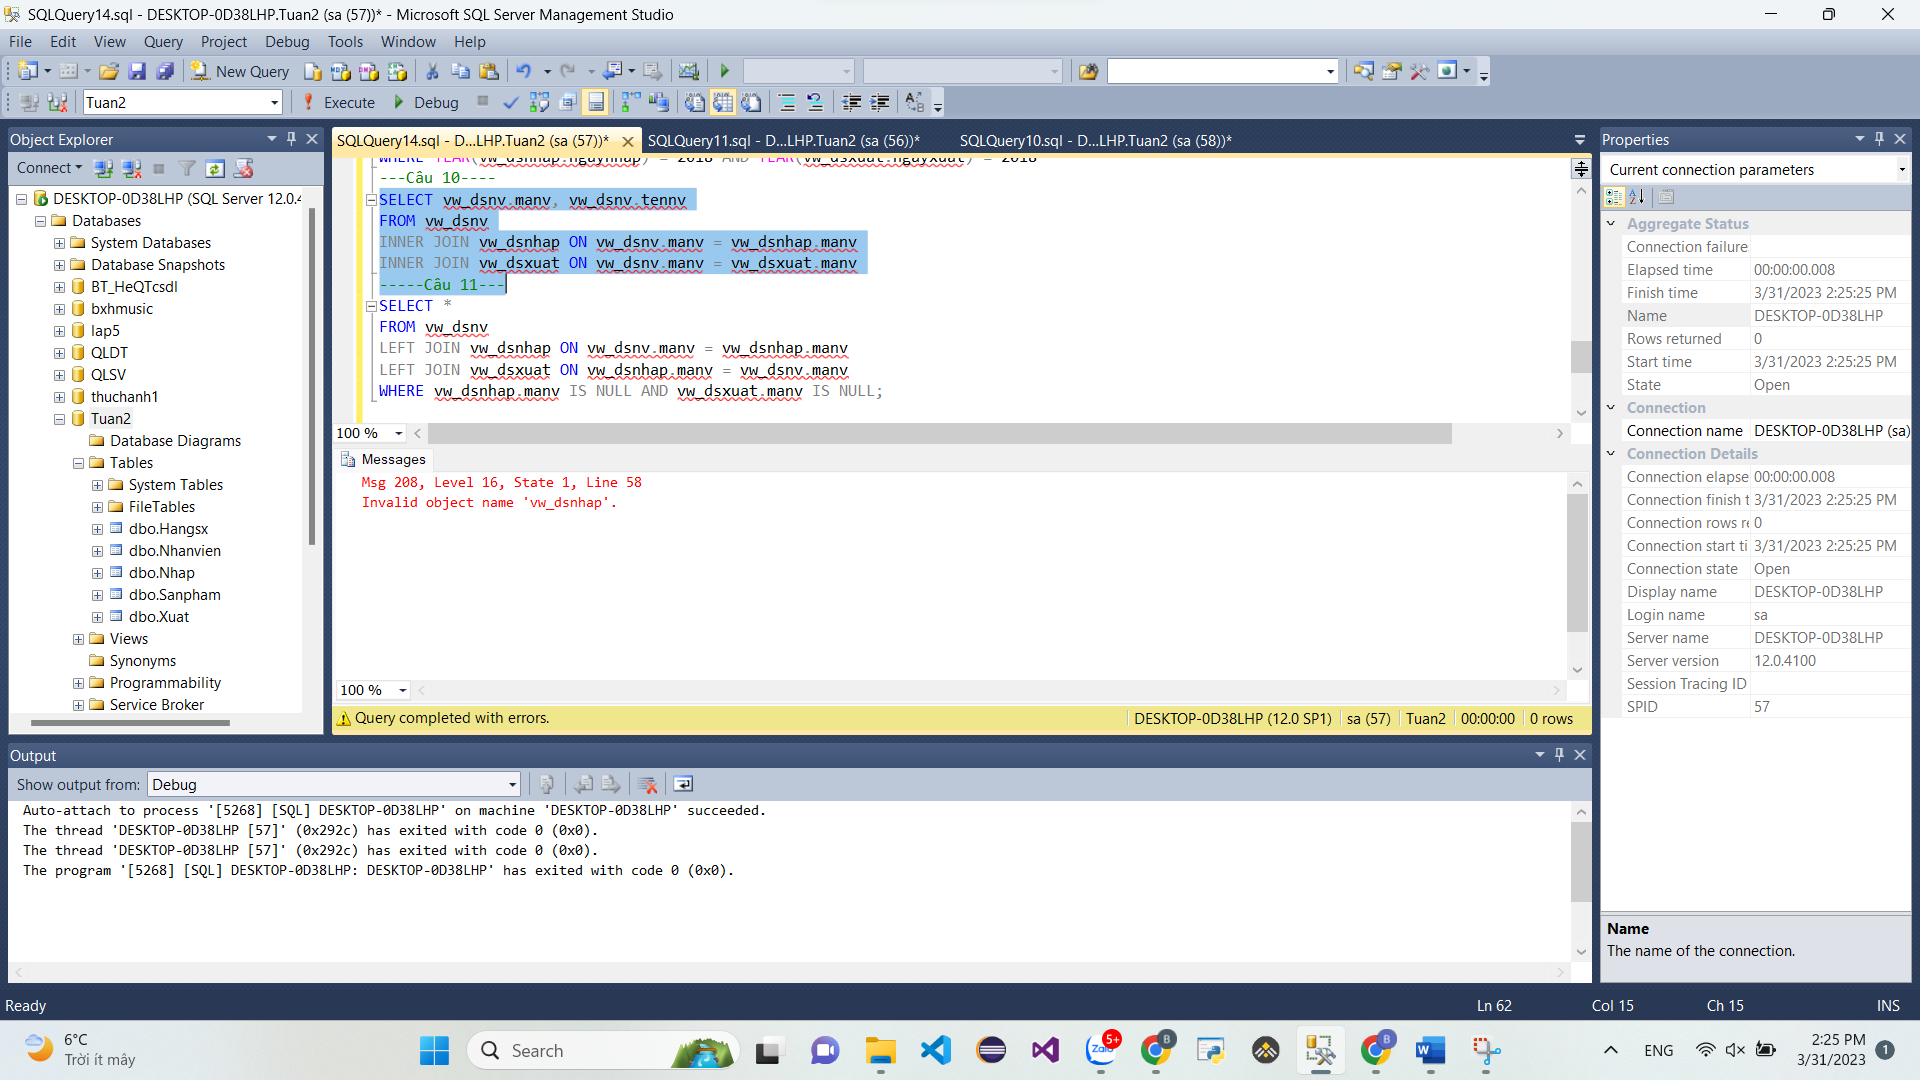 SQLQuery14.sql - DESKTOP-0D38LHP.Tuan2 (sa (57))* - Microsoft SQL Server Management Studio
File Edit View Query Project Debug Tools Window Help
New Query
Tuan2 Execute Debug
Object Explorer
Connect
DESKTOP-0D38LHP (SQL Server 12.0.4
Databases
System Databases
Database Snapshots
BT_HeQTcsdl
bxhmusic
lap5
QLDT
QLSV
thuchanh1
Tuan2
Database Diagrams
Tables
System Tables
FileTables
dbo.Hangsx
dbo.Nhanvien
dbo.Nhap
dbo.Sanpham
dbo.Xuat
Views
Synonyms
Programmability
Service Broker
SQLQuery14.sql - D...LHP.Tuan2 (sa (57))* SQLQuery11.sql - D...LHP.Tuan2 (sa (56))* SQLQuery10.sql - D...LHP.Tuan2 (sa (58))*
WHERE YEAR(vw_dsnhap.ngaynhap) = 2018 AND YEAR(vw_dsxuat.ngayxuat) = 2018
---Câu 10----
SELECT vw_dsnv.manv, vw_dsnv.tennv
FROM vw_dsnv
INNER JOIN vw_dsnhap ON vw_dsnv.manv = vw_dsnhap.manv
INNER JOIN vw_dsxuat ON vw_dsnv.manv = vw_dsxuat.manv
-----Câu 11---
SELECT *
FROM vw_dsnv
LEFT JOIN vw_dsnhap ON vw_dsnv.manv = vw_dsnhap.manv
LEFT JOIN vw_dsxuat ON vw_dsnhap.manv = vw_dsnv.manv
WHERE vw_dsnhap.manv IS NULL AND vw_dsxuat.manv IS NULL;
100 %
Messages
Msg 208, Level 16, State 1, Line 58
Invalid object name 'vw_dsnhap'.
100 %
Query completed with errors. DESKTOP-0D38LHP (12.0 SP1) sa (57) Tuan2 00:00:00 0 rows
Properties
Current connection parameters
Aggregate Status
Connection failure
Elapsed time 00:00:00.008
Finish time 3/31/2023 2:25:25 PM
Name DESKTOP-0D38LHP
Rows returned 0
Start time 3/31/2023 2:25:25 PM
State Open
Connection
Connection name DESKTOP-0D38LHP (sa)
Connection Details
Connection elapse 00:00:00.008
Connection finish t 3/31/2023 2:25:25 PM
Connection rows re 0
Connection start ti 3/31/2023 2:25:25 PM
Connection state Open
Display name DESKTOP-0D38LHP
Login name sa
Server name DESKTOP-0D38LHP
Server version 12.0.4100
Session Tracing ID
SPID 57
Name
The name of the connection.
Output
Show output from: Debug
Auto-attach to process '[5268] [SQL] DESKTOP-0D38LHP' on machine 'DESKTOP-0D38LHP' succeeded.
The thread 'DESKTOP-0D38LHP [57]' (0x292c) has exited with code 0 (0x0).
The thread 'DESKTOP-0D38LHP [57]' (0x292c) has exited with code 0 (0x0).
The program '[5268] [SQL] DESKTOP-0D38LHP: DESKTOP-0D38LHP' has exited with code 0 (0x0).
Ready Ln 62 Col 15 Ch 15 INS
6°C
Trời ít mây
Search
Zalo 5+
ENG
2:25 PM
3/31/2023
1